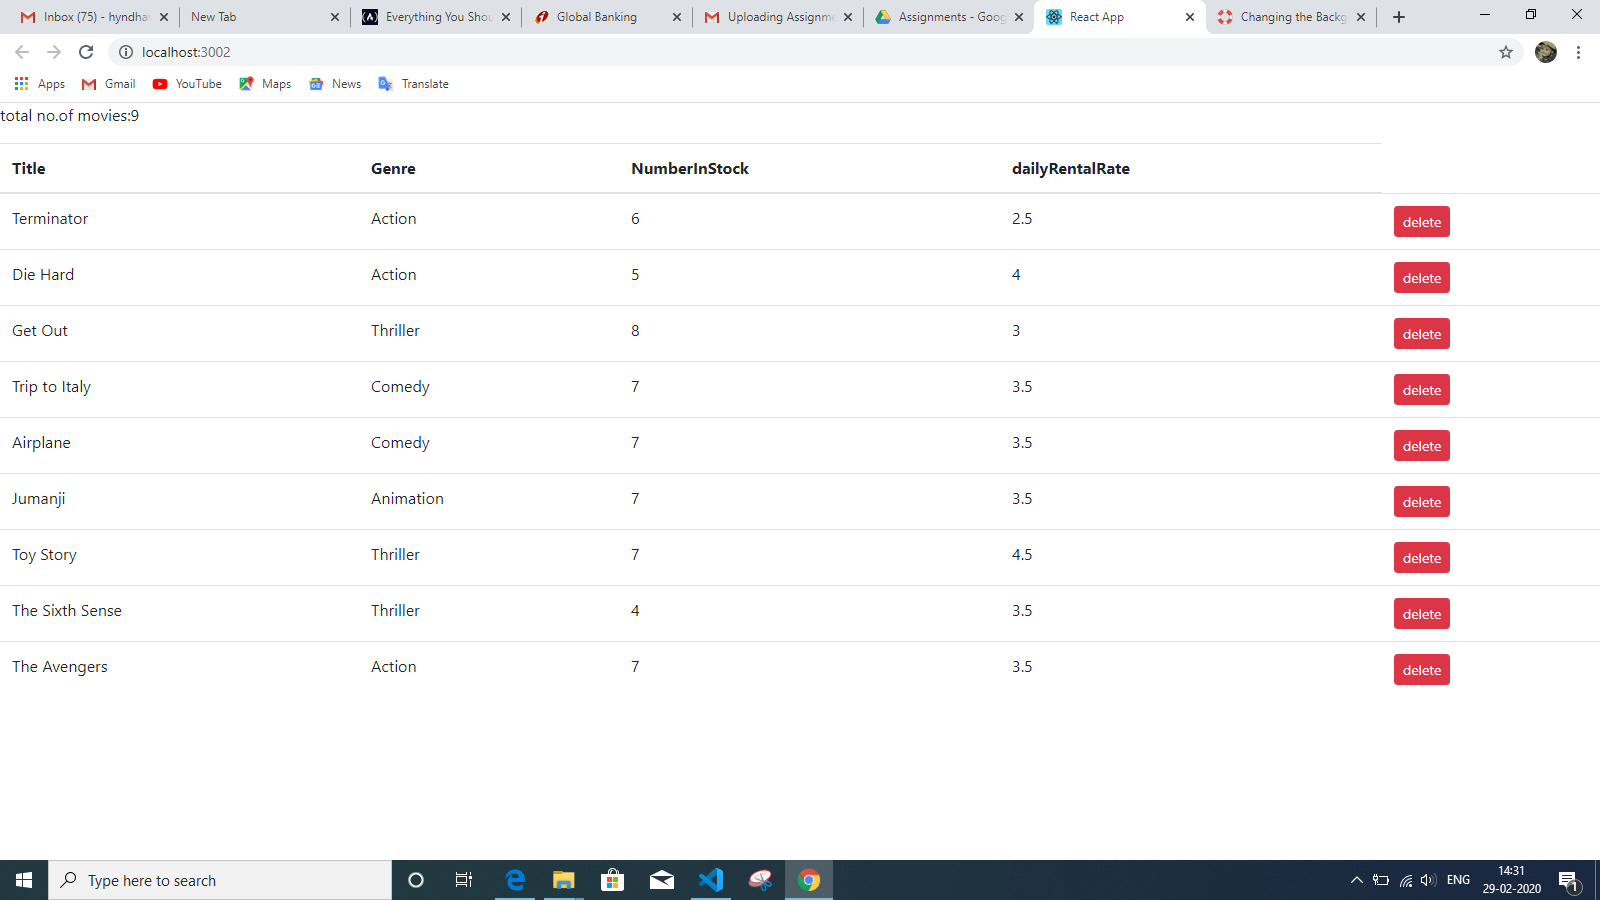 Inbox (75) - hyndha
New Tab
Everything You Shou
Global Banking
Uploading Assignme
Assignments - Goog
React App
Changing the Backg
localhost:3002
Apps
Gmail
YouTube
Maps
News
Translate
total no.of movies:9
Title Genre NumberInStock dailyRentalRate
Terminator Action 6 2.5 delete
Die Hard Action 5 4 delete
Get Out Thriller 8 3 delete
Trip to Italy Comedy 7 3.5 delete
Airplane Comedy 7 3.5 delete
Jumanji Animation 7 3.5 delete
Toy Story Thriller 7 4.5 delete
The Sixth Sense Thriller 4 3.5 delete
The Avengers Action 7 3.5 delete
Type here to search
ENG
14:31
29-02-2020
1